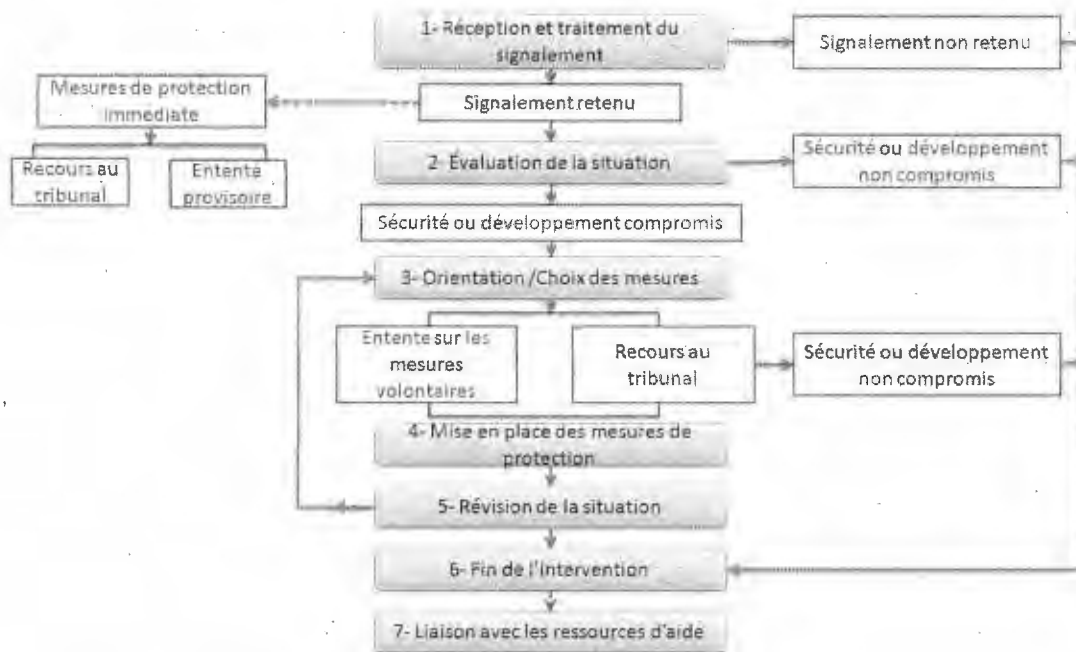 1- Réception et traitement du
signalement
Signalement non retenu
Mesures de protection
immédiate
Signalement retenu
Recours au
tribunal
Entente
provisoire
2- Évaluation de la situation
Sécurité ou développement
non compromis
Sécurité ou développement compromis
3- Orientation /Choix des mesures
Entente sur les
mesures
volontaires
Recours au
tribunal
Sécurité ou développement
non compromis
4- Mise en place des mesures de
protection
5- Révision de la situation
6- Fin de l'intervention
7- Liaison avec les ressources d'aide